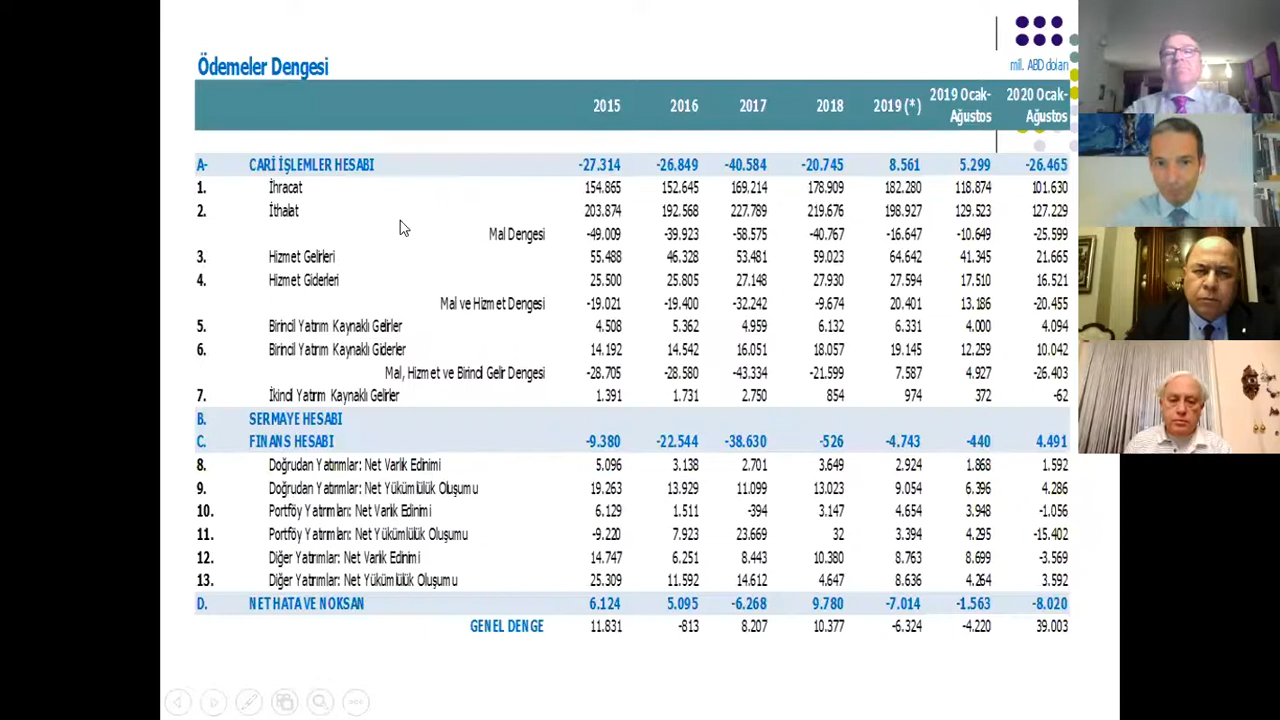 Ödemeler Dengesi
mil. ABD doları
2015 2016 2017 2018 2019 (*) 2019 Ocak-Ağustos 2020 Ocak-Ağustos
A- CARİ İŞLEMLER HESABI -27.314 -26.849 -40.584 -20.745 8.561 5.299 -26.465
1. İhracat 154.865 152.645 169.214 178.909 182.280 118.874 101.630
2. İthalat 203.874 192.568 227.789 219.676 198.927 129.523 127.229
Mal Dengesi -49.009 -39.923 -58.575 -40.767 -16.647 -10.649 -25.599
3. Hizmet Gelirleri 55.488 46.328 53.481 59.023 64.642 41.345 21.665
4. Hizmet Giderleri 25.500 25.805 27.148 27.930 27.594 17.510 16.521
Mal ve Hizmet Dengesi -19.021 -19.400 -32.242 -9.674 20.401 13.186 -20.455
5. Birincil Yatırım Kaynaklı Gelirler 4.508 5.362 4.959 6.132 6.331 4.000 4.094
6. Birincil Yatırım Kaynaklı Giderler 14.192 14.542 16.051 18.057 19.145 12.259 10.042
Mal, Hizmet ve Birincil Gelir Dengesi -28.705 -28.580 -43.334 -21.599 7.587 4.927 -26.403
7. İkincil Yatırım Kaynaklı Gelirler 1.391 1.731 2.750 854 974 372 -62
B. SERMAYE HESABI
C. FİNANS HESABI -9.380 -22.544 -38.630 -526 -4.743 -440 4.491
8. Doğrudan Yatırımlar: Net Varlık Edinimi 5.096 3.138 2.701 3.649 2.924 1.868 1.592
9. Doğrudan Yatırımlar: Net Yükümlülük Oluşumu 19.263 13.929 11.099 13.023 9.054 6.396 4.286
10. Portföy Yatırımları: Net Varlık Edinimi 6.129 1.511 -394 3.147 4.654 3.948 -1.056
11. Portföy Yatırımları: Net Yükümlülük Oluşumu -9.220 7.923 23.669 32 3.394 4.295 -15.402
12. Diğer Yatırımlar: Net Varlık Edinimi 14.747 6.251 8.443 10.380 8.763 8.699 -3.569
13. Diğer Yatırımlar: Net Yükümlülük Oluşumu 25.309 11.592 14.612 4.647 8.636 4.264 3.592
D. NET HATA VE NOKSAN 6.124 5.095 -6.268 9.780 -7.014 -1.563 -8.020
GENEL DENGE 11.831 -813 8.207 10.377 -6.324 -4.220 39.003